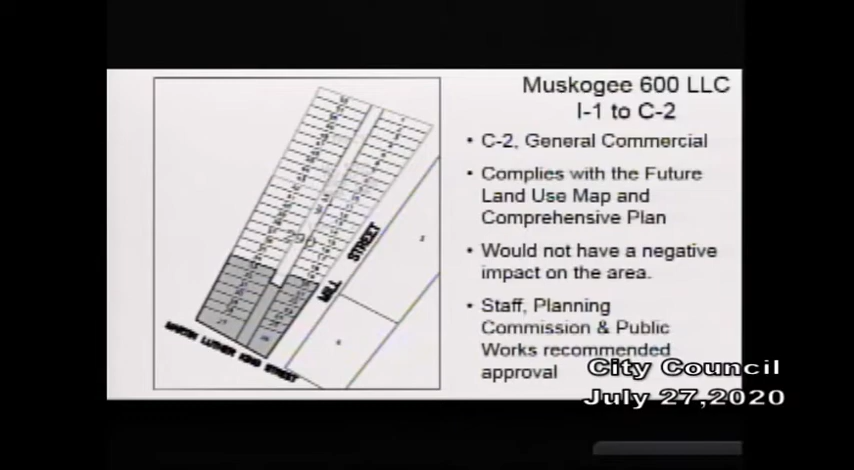 Muskogee 600 LLC
I-1 to C-2
• C-2, General Commercial
• Complies with the Future
Land Use Map and
Comprehensive Plan
• Would not have a negative
impact on the area.
• Staff, Planning
Commission & Public
Works recommended
approval
MILL STREET
MARTIN LUTHER KING STREET
City Council
July 27,2020